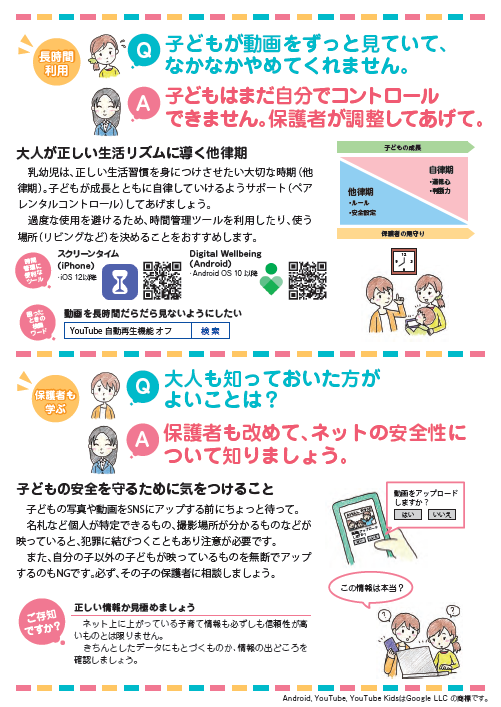 長時間
利用
Q
子どもが動画をずっと見ていて、
なかなかやめてくれません。
A
子どもはまだ自分でコントロール
できません。保護者が調整してあげて。
大人が正しい生活リズムに導く他律期
乳幼児は、正しい生活習慣を身につけさせたい大切な時期（他
律期）。子どもが成長とともに自律していけるようサポート（ペア
レンタルコントロール）してあげましょう。
過度な使用を避けるため、時間管理ツールを利用したり、使う
場所（リビングなど）を決めることをおすすめします。
子どもの成長
自律期
・道徳心
・判断力
他律期
・ルール
・安全設定
保護者の見守り
時間
管理に
便利な
ツール
スクリーンタイム
（iPhone）
・iOS 12以降
Digital Wellbeing
（Android）
・Android OS 10 以降
困った
ときの
検索
ワード
動画を長時間だらだら見ないようにしたい
YouTube 自動再生機能 オフ
検 索
保護者も
学ぶ
Q
大人も知っておいた方が
よいことは？
A
保護者も改めて、ネットの安全性に
ついて知りましょう。
子どもの安全を守るために気をつけること
子どもの写真や動画をSNSにアップする前にちょっと待って。
名札など個人が特定できるもの、撮影場所が分かるものなどが
映っていると、犯罪に結びつくこともあり注意が必要です。
また、自分の子以外の子どもが映っているものを無断でアップ
するのもNGです。必ず、その子の保護者に相談しましょう。
動画をアップロード
しますか？
はい
いいえ
この情報は本当？
ご存知
ですか？
正しい情報か見極めましょう
ネット上に上がっている子育て情報も必ずしも信頼性が高
いものとは限りません。
きちんとしたデータにもとづくものか、情報の出どころを
確認しましょう。
? ?
Android, YouTube, YouTube KidsはGoogle LLC の商標です。